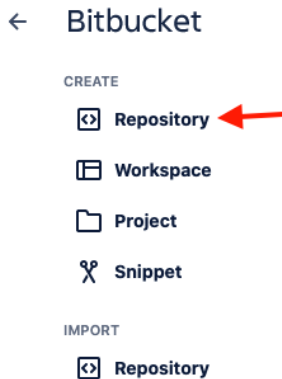 Bitbucket
CREATE
Repository
Workspace
Project
Snippet
IMPORT
Repository